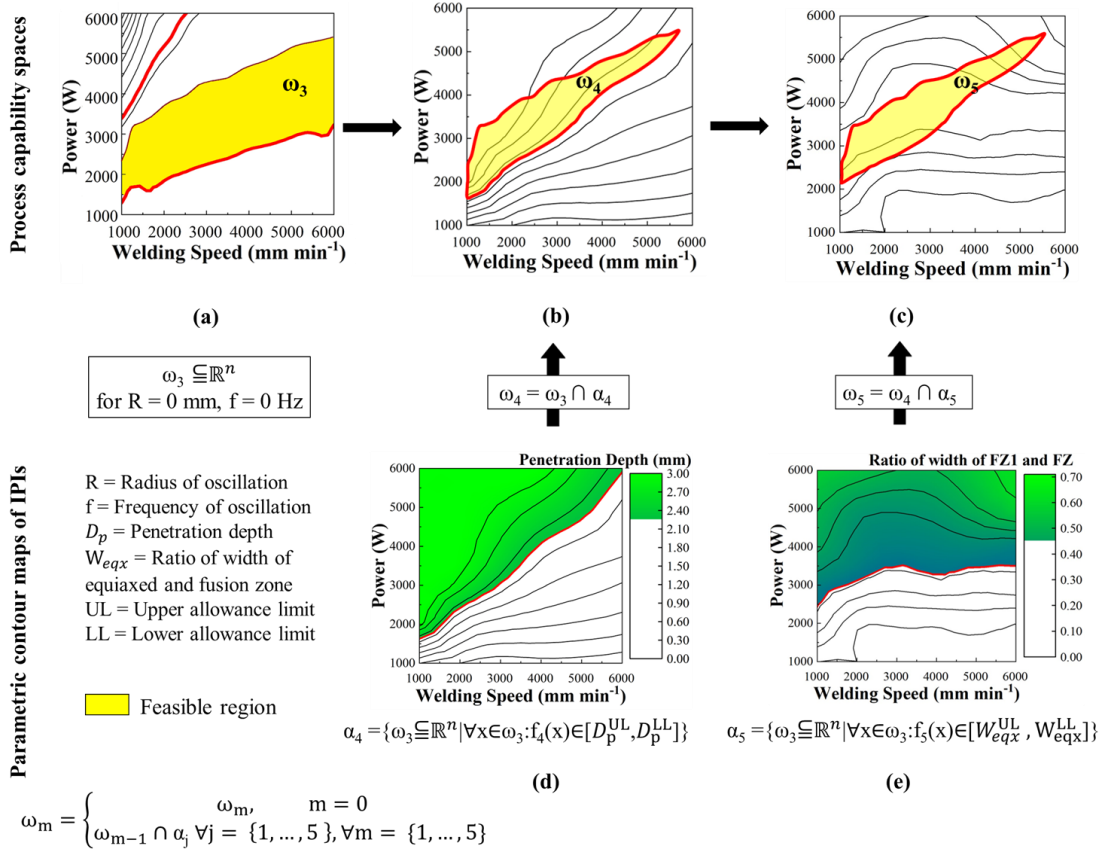 Process capability spaces
6000
5000
4000
3000
2000
1000
Power (W)
ω3
1000 2000 3000 4000 5000 6000
Welding Speed (mm min-1)
(a)
6000
5000
4000
3000
2000
1000
Power (W)
ω4
1000 2000 3000 4000 5000 6000
Welding Speed (mm min-1)
(b)
6000
5000
4000
3000
2000
1000
Power (W)
ω5
1000 2000 3000 4000 5000 6000
Welding Speed (mm min-1)
(c)
ω3 ⫅ℝn
for R = 0 mm, f = 0 Hz
ω4 = ω3 ∩ α4
ω5 = ω4 ∩ α5
Parametric contour maps of IPIs
R = Radius of oscillation
f = Frequency of oscillation
Dp = Penetration depth
Weqx = Ratio of width of
equiaxed and fusion zone
UL = Upper allowance limit
LL = Lower allowance limit
Feasible region
Penetration Depth (mm)
6000
5000
4000
3000
2000
1000
Power (W)
3.00
2.70
2.40
2.10
1.80
1.50
1.20
0.90
0.60
0.30
0.00
1000 2000 3000 4000 5000 6000
Welding Speed (mm min-1)
α4 ={ω3⫅ℝn|∀x∈ω3:f4(x)∈[DpUL,DpLL]}
(d)
Ratio of width of FZ1 and FZ
6000
5000
4000
3000
2000
1000
Power (W)
0.70
0.60
0.50
0.40
0.30
0.20
0.10
0.00
1000 2000 3000 4000 5000 6000
Welding Speed (mm min-1)
α5 ={ω3⫅ℝn|∀x∈ω3:f5(x)∈[WeqxUL , WeqxLL]}
(e)
ωm = {
ωm, m = 0
ωm−1 ∩ αj ∀j = {1, … , 5 }, ∀m = {1, … , 5}